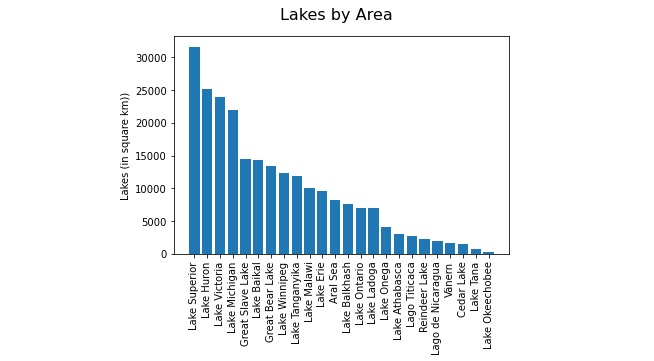 Lakes by Area
Lakes (in square km))
30000
25000
20000
15000
10000
5000
0
Lake Superior
Lake Huron
Lake Victoria
Lake Michigan
Great Slave Lake
Lake Baikal
Great Bear Lake
Lake Winnipeg
Lake Tanganyika
Lake Malawi
Lake Erie
Aral Sea
Lake Balkhash
Lake Ontario
Lake Ladoga
Lake Onega
Lake Athabasca
Lago Titicaca
Reindeer Lake
Lago de Nicaragua
Vanern
Cedar Lake
Lake Tana
Lake Okeechobee